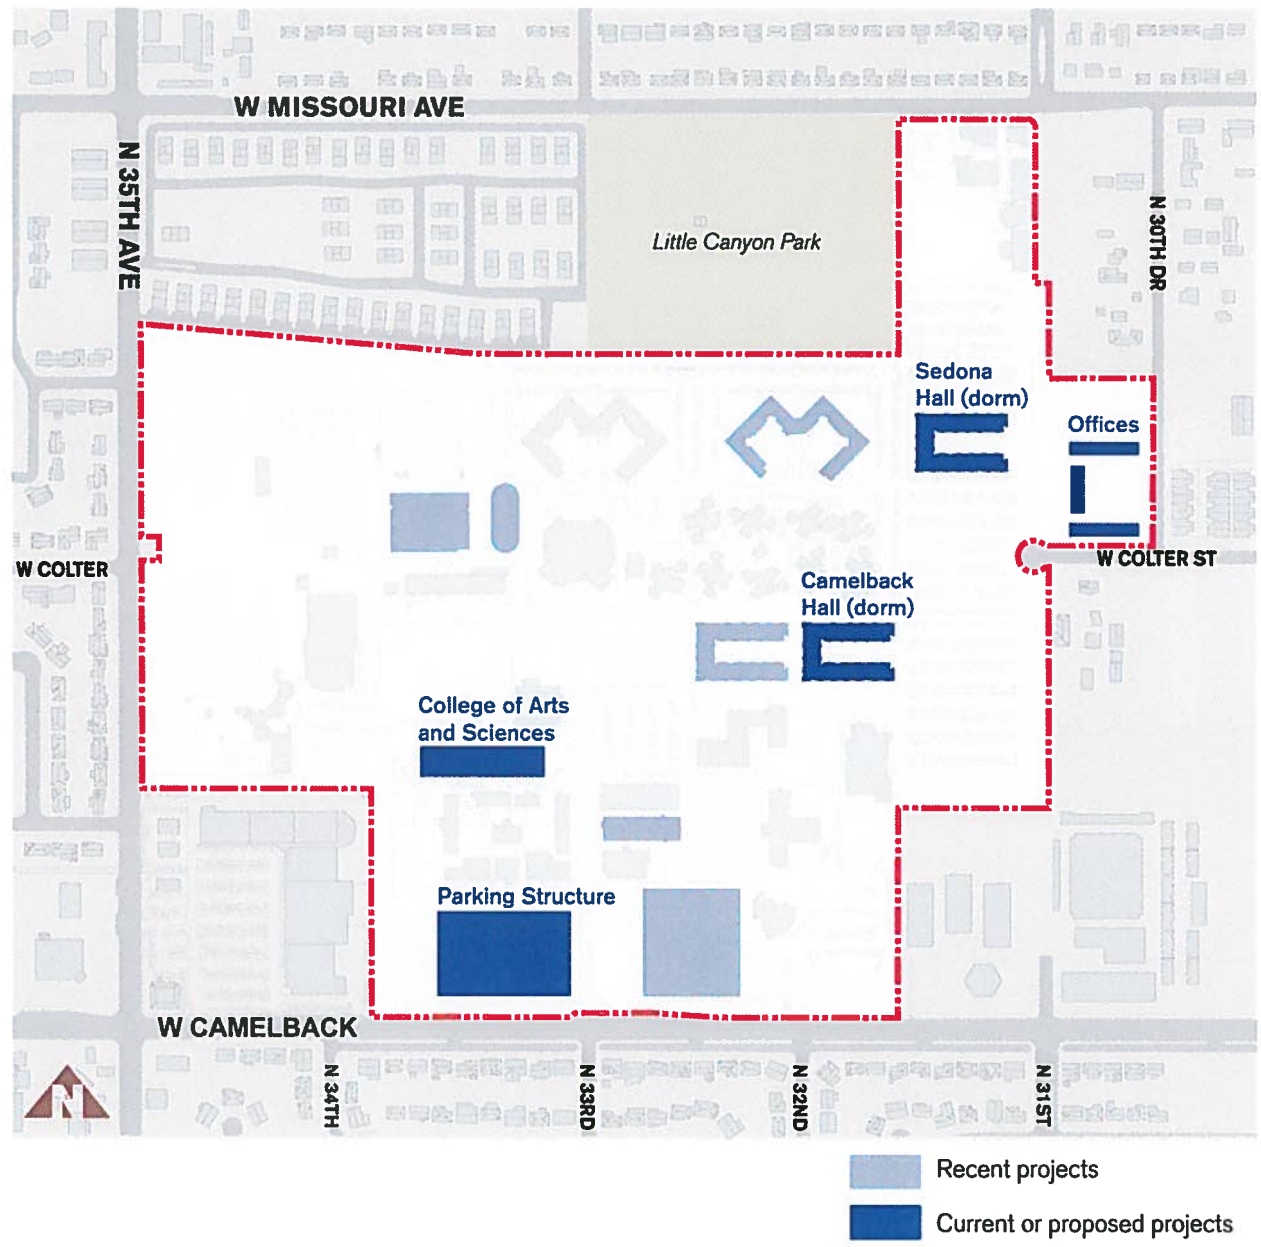 W MISSOURI AVE
N 35TH AVE
Little Canyon Park
N 30TH DR
Sedona
Hall (dorm)
Offices
W COLTER
W COLTER ST
Camelback
Hall (dorm)
College of Arts
and Sciences
Parking Structure
W CAMELBACK
N
N 34TH
N 33RD
N 32ND
N 31ST
Recent projects
Current or proposed projects